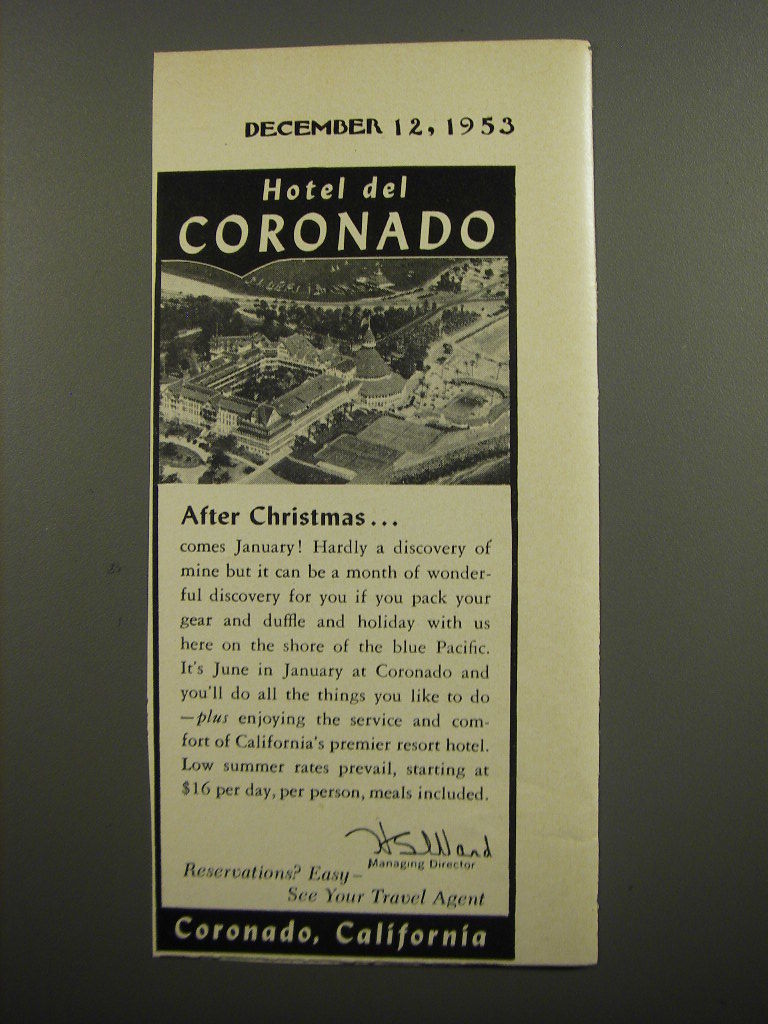 DECEMBER 12, 1953
Hotel del
CORONADO
After Christmas...
comes January! Hardly a discovery of
mine but it can be a month of wonder-
ful discovery for you if you pack your
gear and duffle and holiday with us
here on the shore of the blue Pacific.
It's June in January at Coronado and
you'll do all the things you like to do
—plus enjoying the service and com-
fort of California's premier resort hotel.
Low summer rates prevail, starting at
$16 per day, per person, meals included.
HSWard
Managing Director
Reservations? Easy—
See Your Travel Agent
Coronado, California